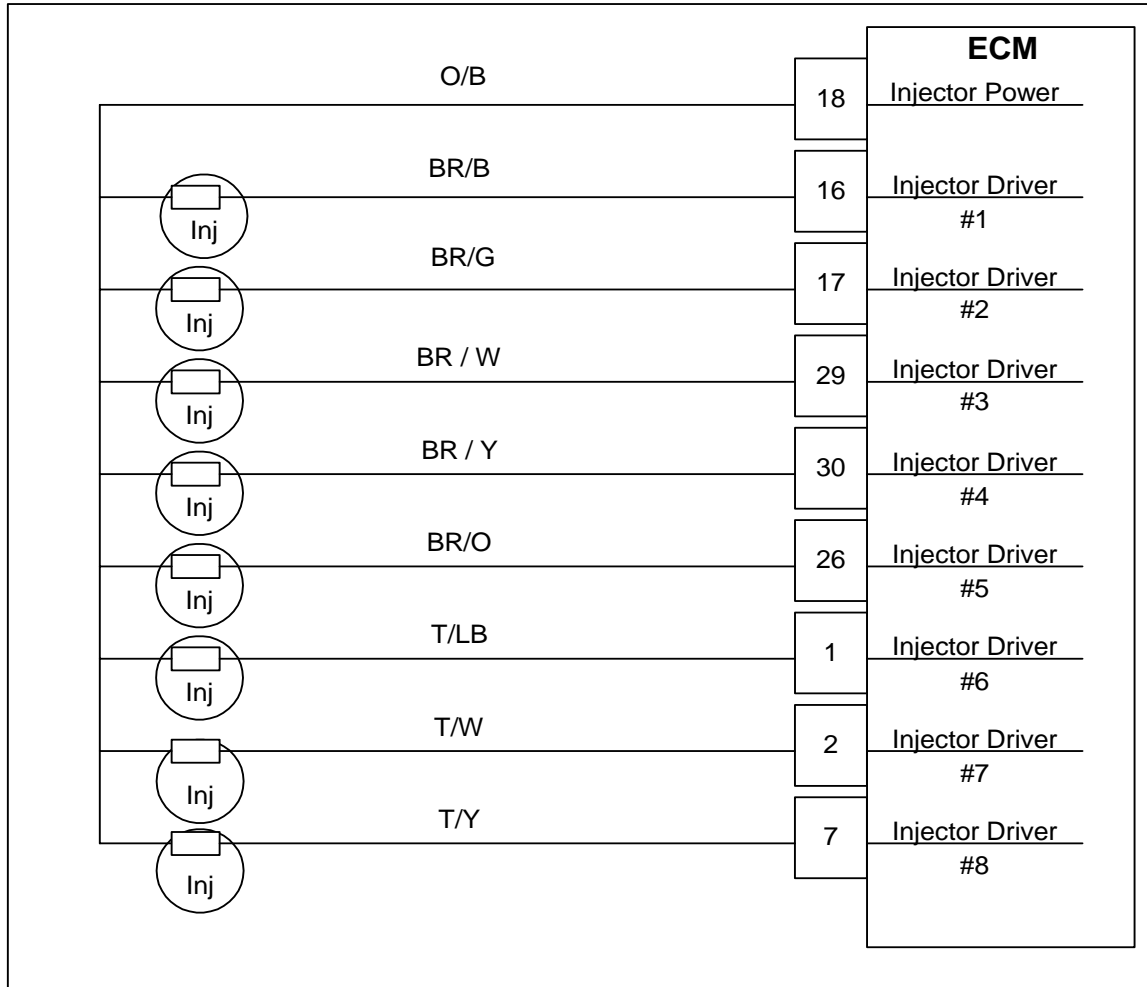 ECM
O/B
18
Injector Power
BR/B
16
Injector Driver
#1
Inj
BR/G
17
Injector Driver
#2
Inj
BR / W
29
Injector Driver
#3
Inj
BR / Y
30
Injector Driver
#4
Inj
BR/O
26
Injector Driver
#5
Inj
T/LB
1
Injector Driver
#6
Inj
T/W
2
Injector Driver
#7
Inj
T/Y
7
Injector Driver
#8
Inj